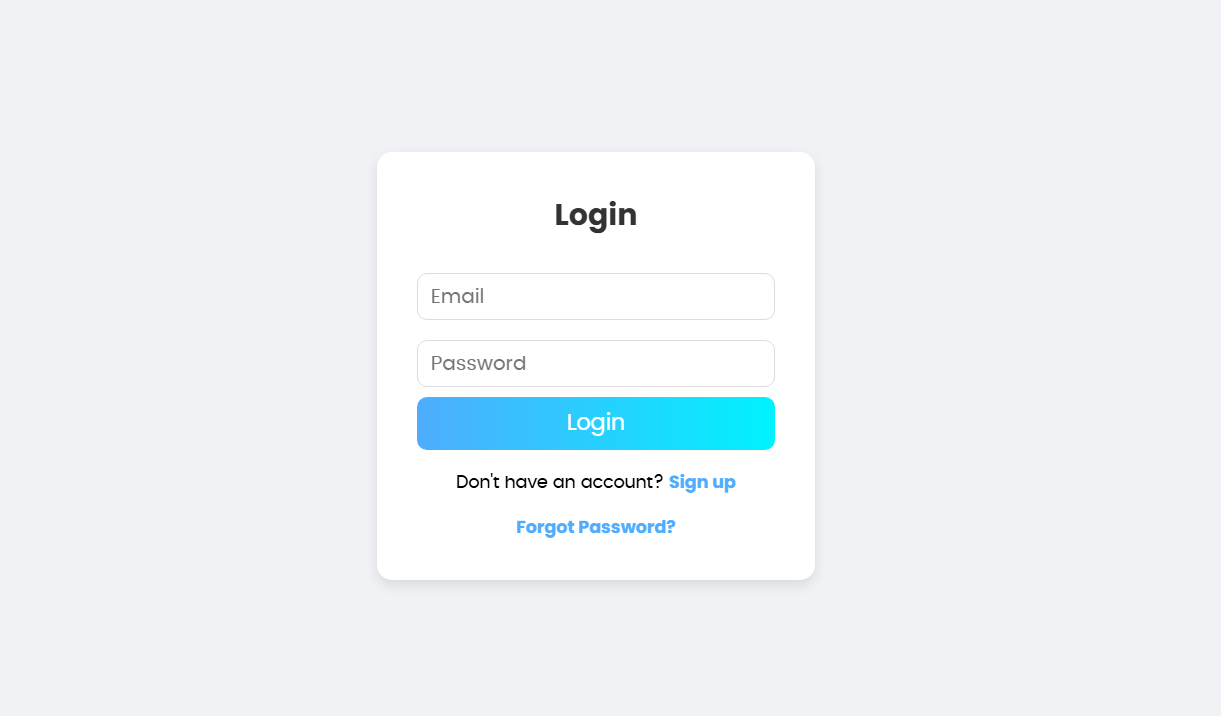 Login
Email
Password
Login
Don't have an account? Sign up
Forgot Password?